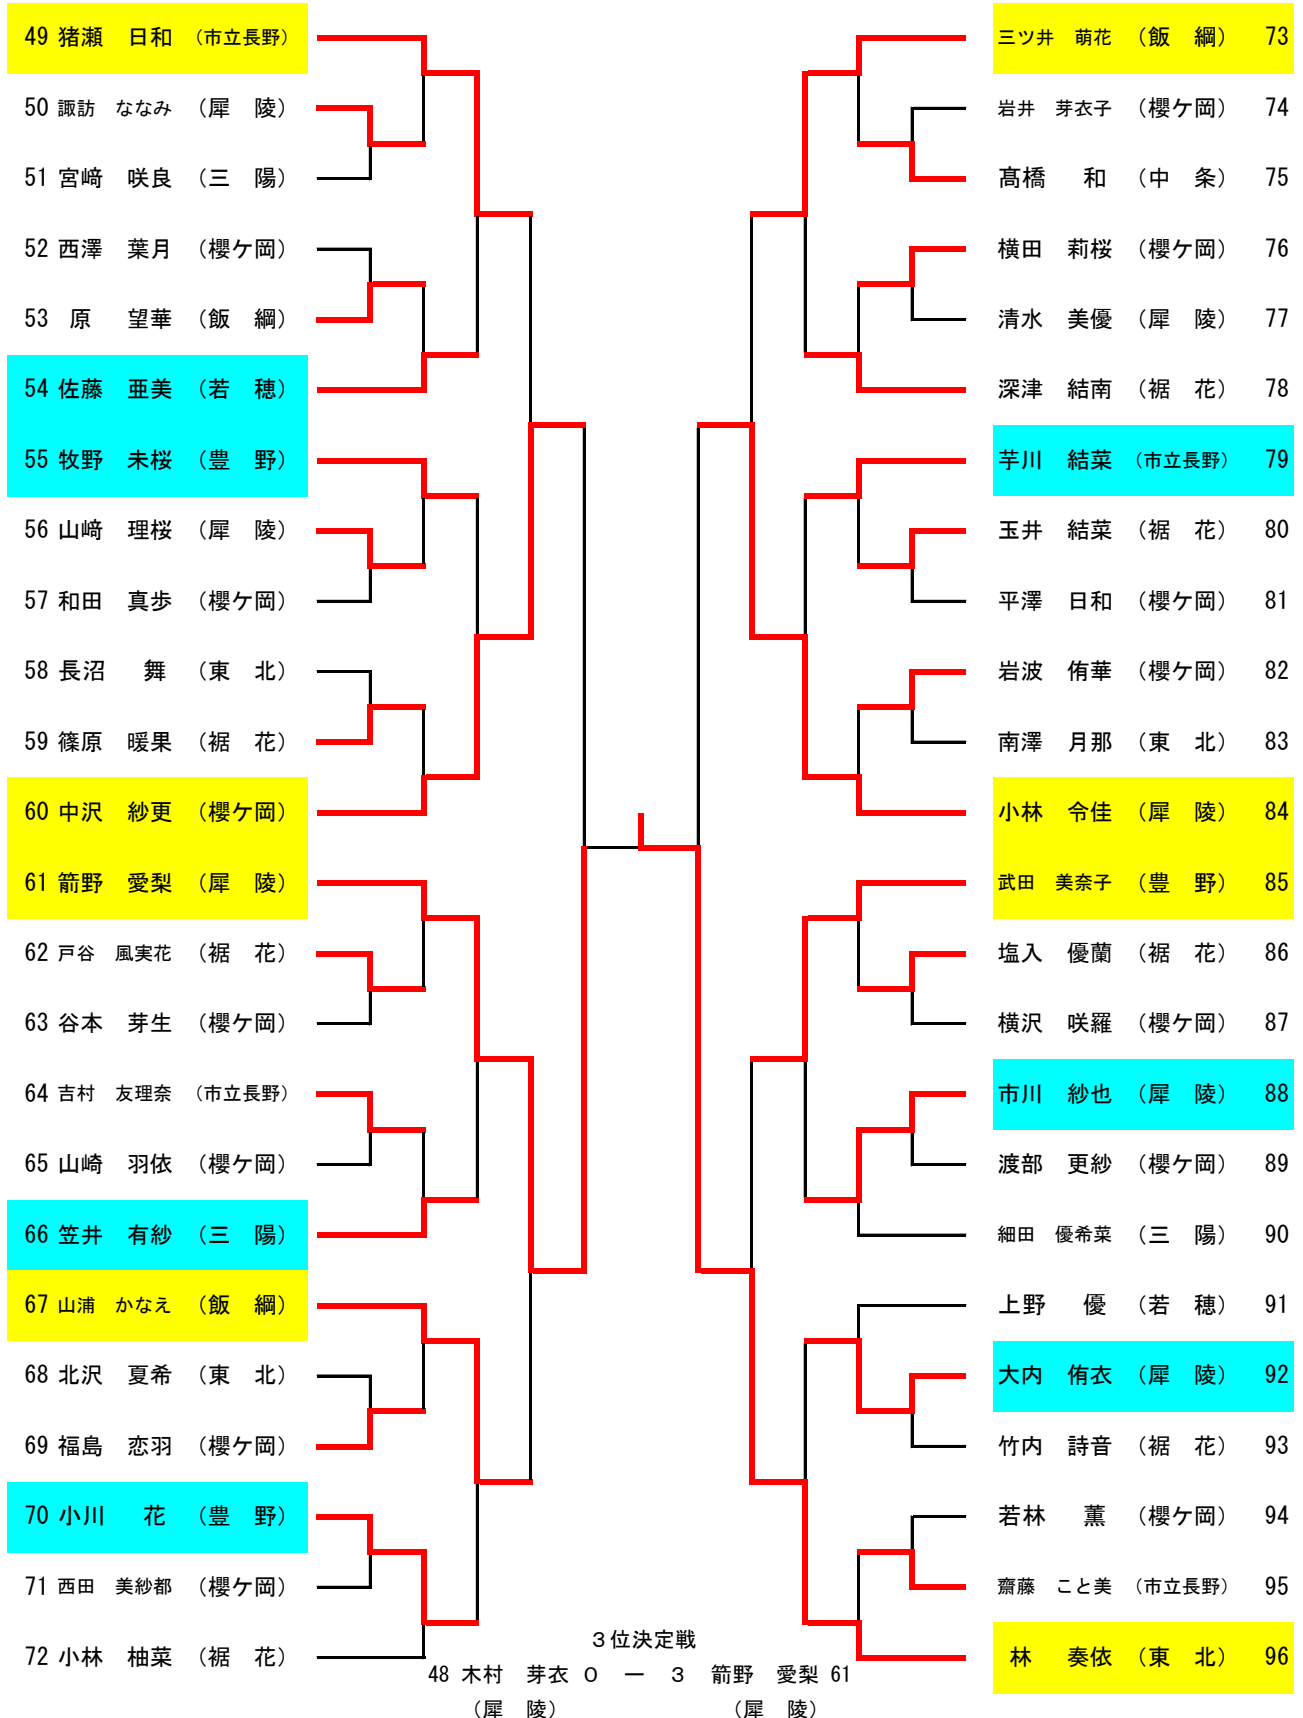 49 猪瀬　日和 （市立長野）
50 諏訪　ななみ （犀　陵）
51 宮﨑　咲良 （三　陽）
52 西澤　葉月 （櫻ケ岡）
53 原　望華 （飯　綱）
54 佐藤　亜美 （若　穂）
55 牧野　未桜 （豊　野）
56 山﨑　理桜 （犀　陵）
57 和田　真歩 （櫻ケ岡）
58 長沼　舞 （東　北）
59 篠原　暖果 （裾　花）
60 中沢　紗更 （櫻ケ岡）
61 箭野　愛梨 （犀　陵）
62 戸谷　風実花 （裾　花）
63 谷本　芽生 （櫻ケ岡）
64 吉村　友理奈 （市立長野）
65 山崎　羽依 （櫻ケ岡）
66 笠井　有紗 （三　陽）
67 山浦　かなえ （飯　綱）
68 北沢　夏希 （東　北）
69 福島　恋羽 （櫻ケ岡）
70 小川　花 （豊　野）
71 西田　美紗都 （櫻ケ岡）
72 小林　柚菜 （裾　花）
三ツ井　萌花 （飯　綱） 73
岩井　芽衣子 （櫻ケ岡） 74
髙橋　和 （中　条） 75
横田　莉桜 （櫻ケ岡） 76
清水　美優 （犀　陵） 77
深津　結南 （裾　花） 78
芋川　結菜 （市立長野） 79
玉井　結菜 （裾　花） 80
平澤　日和 （櫻ケ岡） 81
岩波　侑華 （櫻ケ岡） 82
南澤　月那 （東　北） 83
小林　令佳 （犀　陵） 84
武田　美奈子 （豊　野） 85
塩入　優蘭 （裾　花） 86
横沢　咲羅 （櫻ケ岡） 87
市川　紗也 （犀　陵） 88
渡部　更紗 （櫻ケ岡） 89
細田　優希菜 （三　陽） 90
上野　優 （若　穂） 91
大内　侑衣 （犀　陵） 92
竹内　詩音 （裾　花） 93
若林　薫 （櫻ケ岡） 94
齋藤　こと美 （市立長野） 95
林　奏依 （東　北） 96
３位決定戦
48 木村　芽衣 ０ ― ３ 箭野　愛梨 61
（犀　陵） （犀　陵）